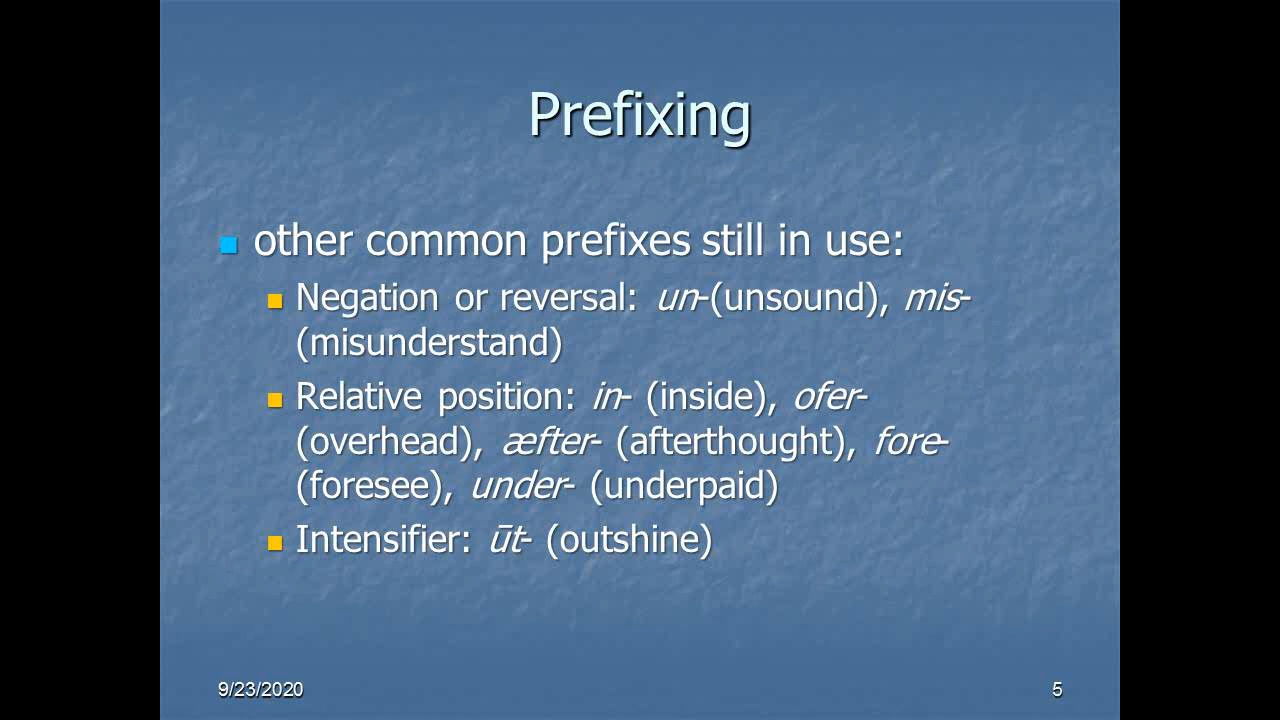 Prefixing
other common prefixes still in use:
Negation or reversal: un-(unsound), mis-
(misunderstand)
Relative position: in- (inside), ofer-
(overhead), æfter- (afterthought), fore-
(foresee), under- (underpaid)
Intensifier: ūt- (outshine)
9/23/2020
5